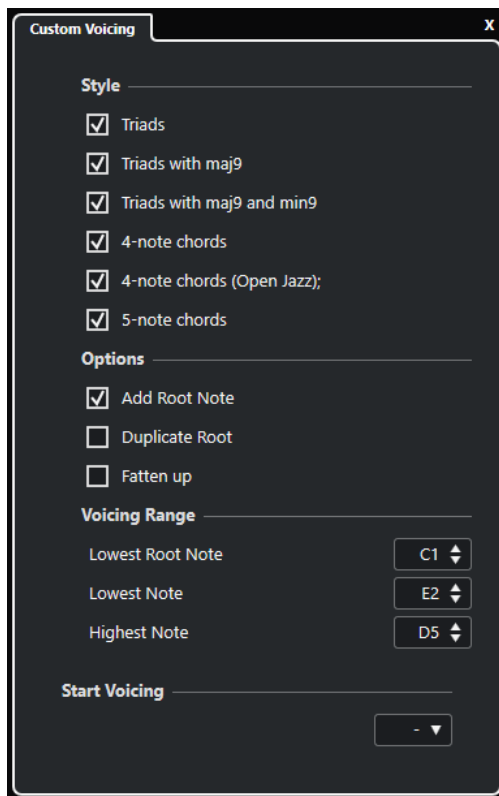 Custom Voicing X
Style
Triads
Triads with maj9
Triads with maj9 and min9
4-note chords
4-note chords (Open Jazz);
5-note chords
Options
Add Root Note
Duplicate Root
Fatten up
Voicing Range
Lowest Root Note C1
Lowest Note E2
Highest Note D5
Start Voicing
-